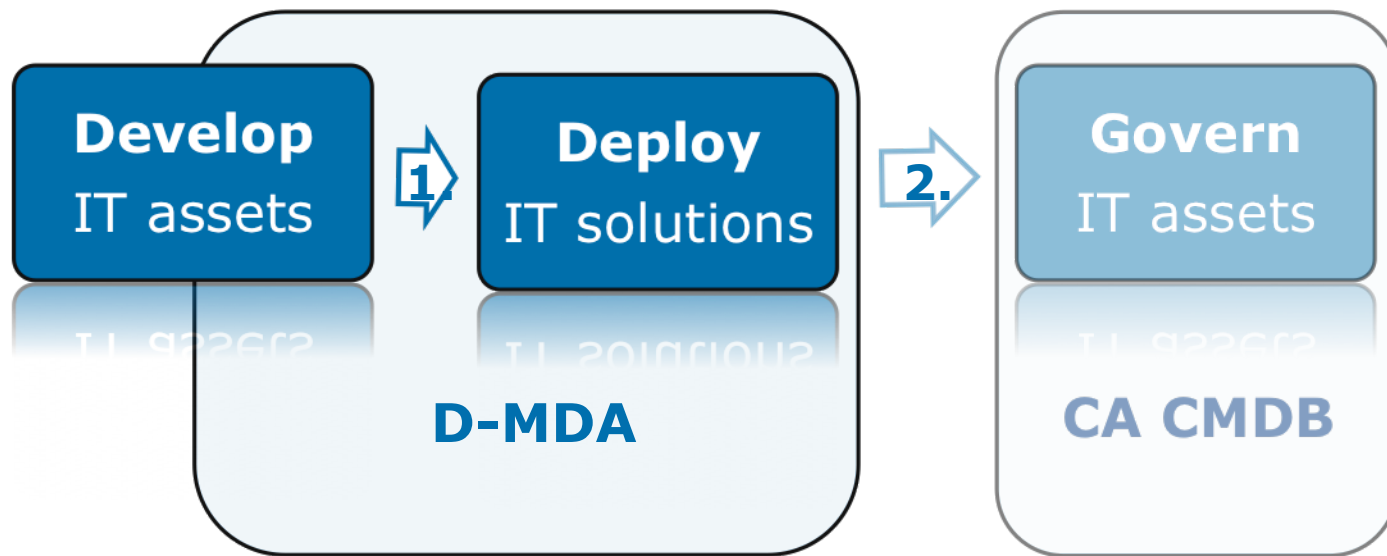 Develop
IT assets
1.
Deploy
IT solutions
2.
Govern
IT assets
D-MDA
CA CMDB